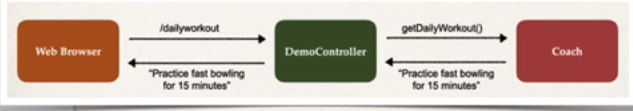 /dailyworkout
getDailyWorkout()
Web Browser
DemoController
Coach
"Practice fast bowling
for 15 minutes"
"Practice fast bowling
for 15 minutes"